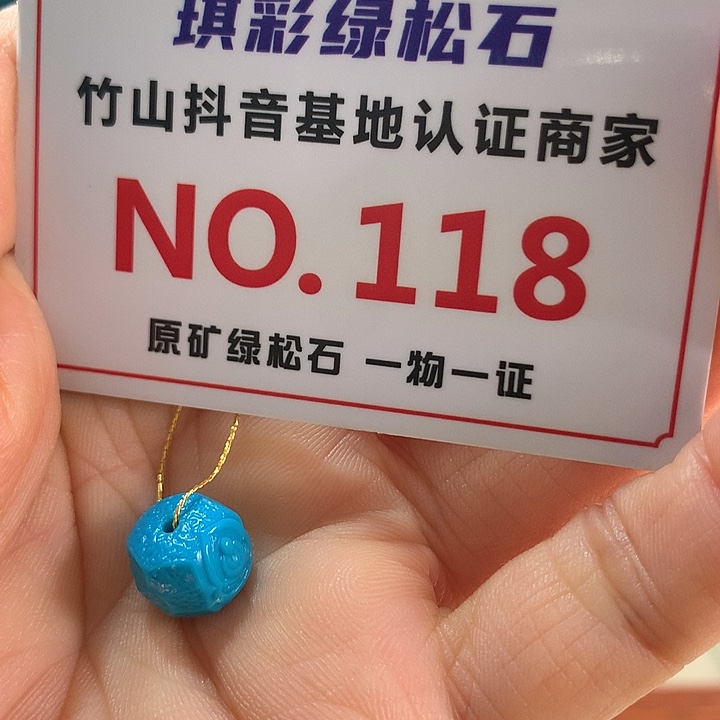 琪彩绿松石
竹山抖音基地认证商家
NO.118
原矿绿松石 一物一证